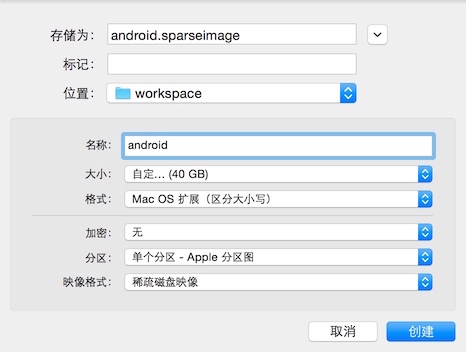 存储为： android.sparseimage
标记：
位置： workspace
名称： android
大小： 自定... (40 GB)
格式： Mac OS 扩展（区分大小写）
加密： 无
分区： 单个分区 - Apple 分区图
映像格式： 稀疏磁盘映像
取消 创建